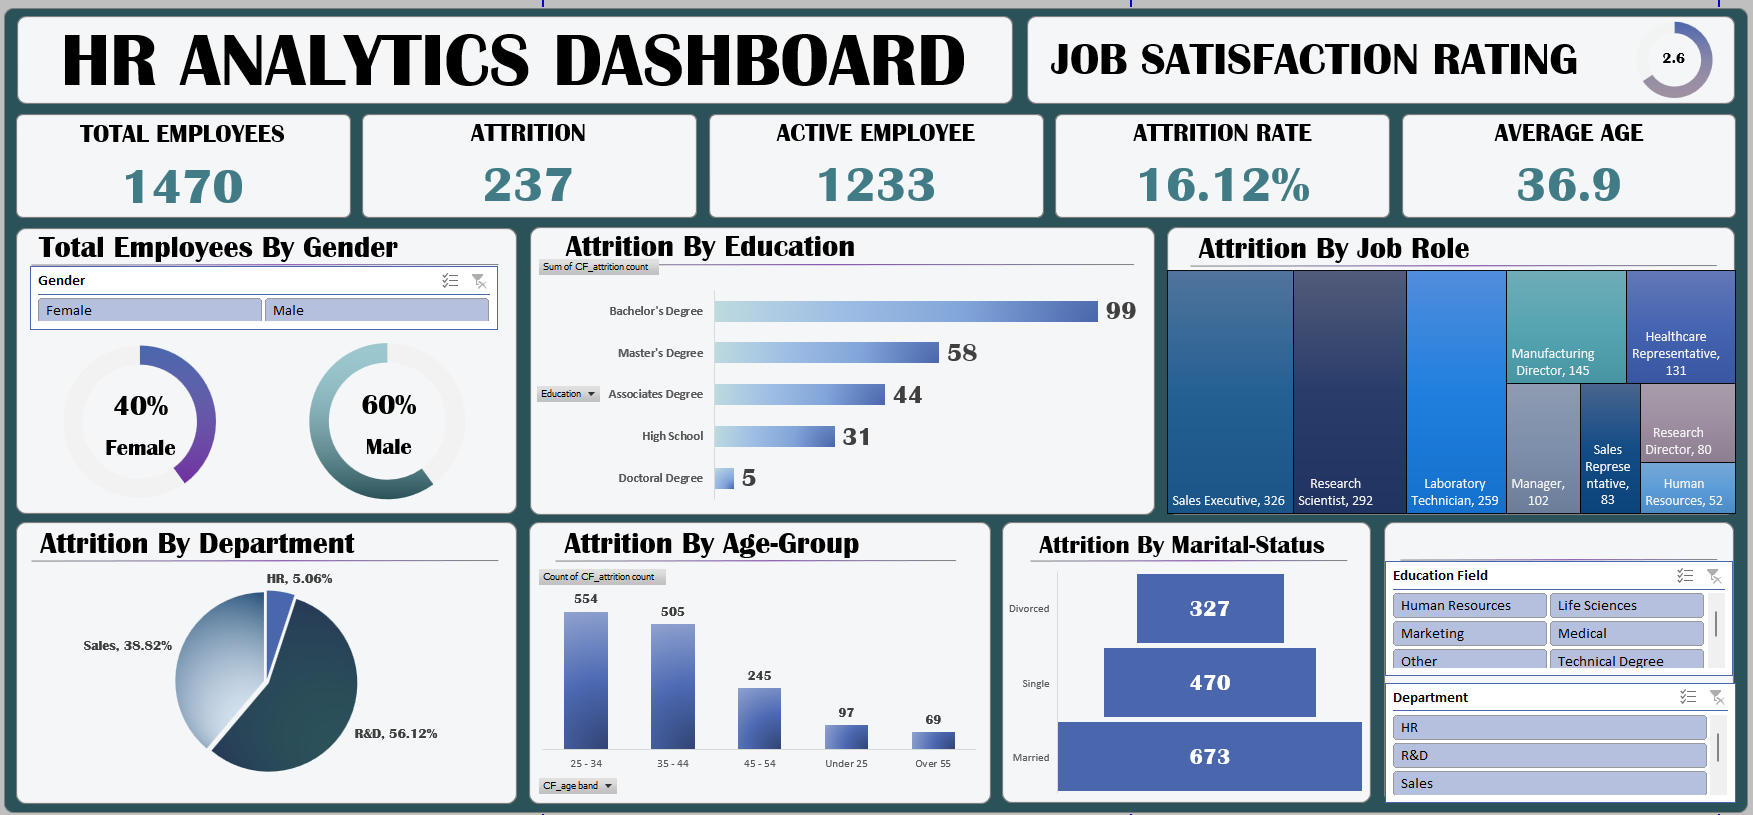 HR ANALYTICS DASHBOARD
JOB SATISFACTION RATING
2.6
TOTAL EMPLOYEES
1470
ATTRITION
237
ACTIVE EMPLOYEE
1233
ATTRITION RATE
16.12%
AVERAGE AGE
36.9
Total Employees By Gender
Gender
Female
Male
40%
Female
60%
Male
Attrition By Education
Sum of CF_attrition count
Education
Bachelor's Degree
99
Master's Degree
58
Associates Degree
44
High School
31
Doctoral Degree
5
Attrition By Job Role
Sales Executive, 326
Research
Scientist, 292
Laboratory
Technician, 259
Manufacturing
Director, 145
Healthcare
Representative,
131
Manager,
102
Sales
Represe
ntative,
83
Research
Director, 80
Human
Resources, 52
Attrition By Department
HR, 5.06%
Sales, 38.82%
R&D, 56.12%
Attrition By Age-Group
Count of CF_attrition count
554
505
245
97
69
25 - 34
35 - 44
45 - 54
Under 25
Over 55
CF_age band
Attrition By Marital-Status
Divorced
327
Single
470
Married
673
Education Field
Human Resources
Life Sciences
Marketing
Medical
Other
Technical Degree
Department
HR
R&D
Sales